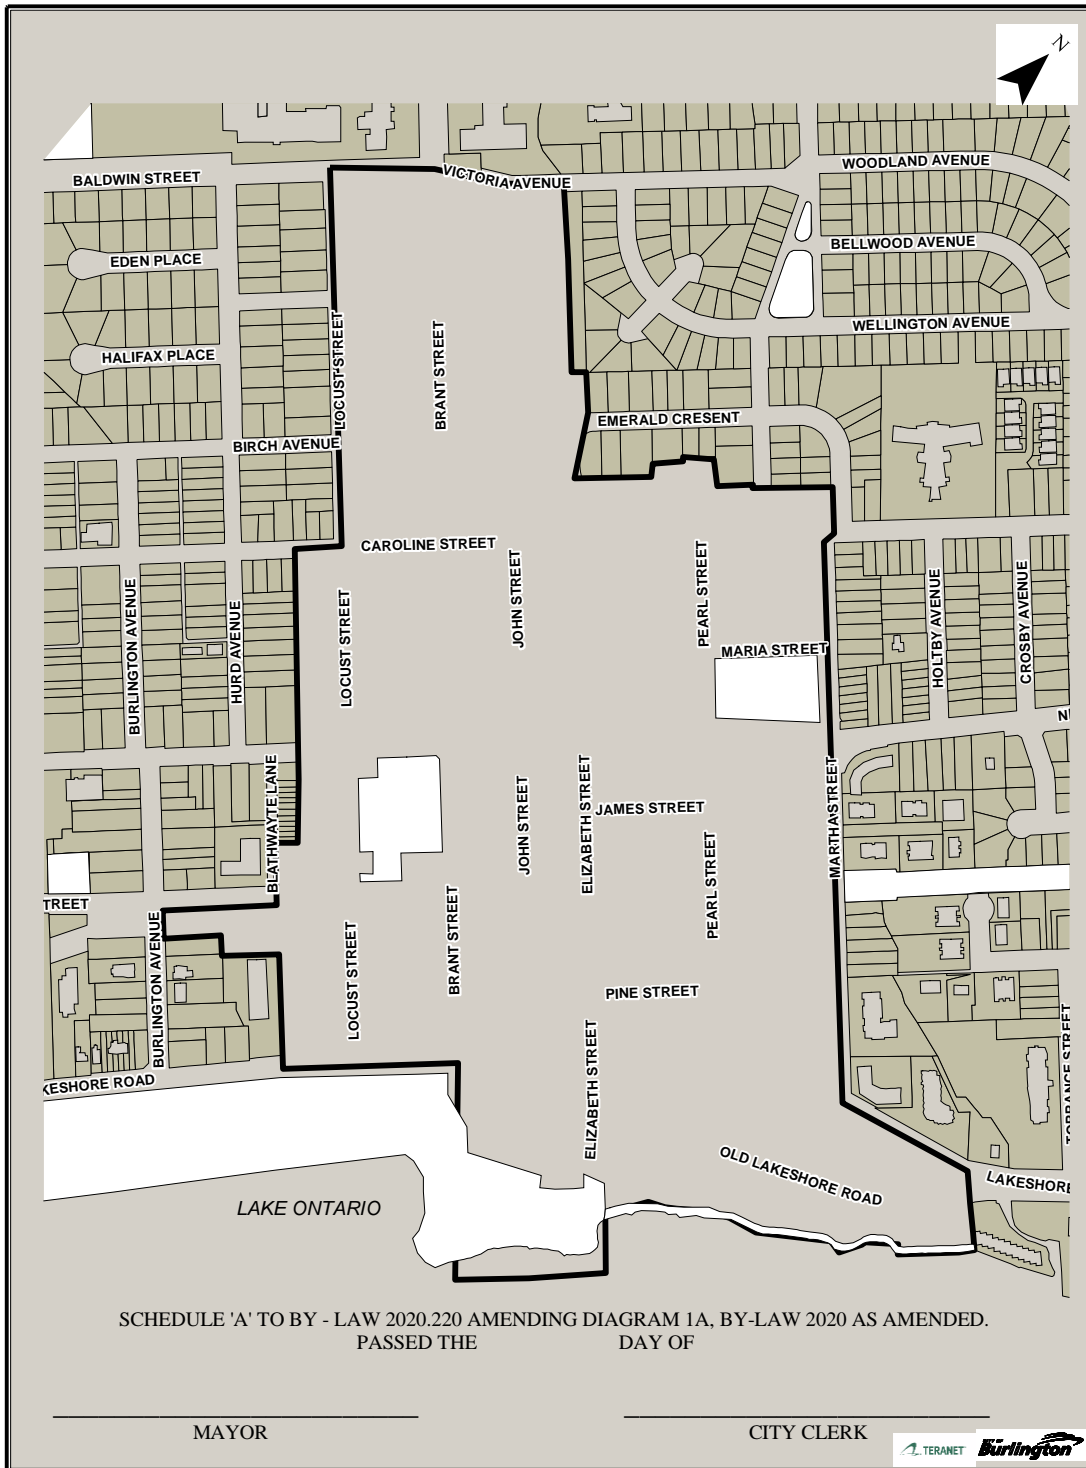 N
WOODLAND AVENUE
BALDWIN STREET
VICTORIA AVENUE
BELLWOOD AVENUE
EDEN PLACE
WELLINGTON AVENUE
HALIFAX PLACE
LOCUST STREET
BRANT STREET
EMERALD CRESENT
BIRCH AVENUE
CAROLINE STREET
JOHN STREET
PEARL STREET
BURLINGTON AVENUE
HURD AVENUE
LOCUST STREET
MARIA STREET
HOLTBY AVENUE
CROSBY AVENUE
N
BLATHWAYTE LANE
JOHN STREET
ELIZABETH STREET
JAMES STREET
PEARL STREET
MARTHA STREET
TREET
BURLINGTON AVENUE
LOCUST STREET
BRANT STREET
PINE STREET
ELIZABETH STREET
TORRANCE STREET
KESHORE ROAD
OLD LAKESHORE ROAD
LAKESHORE
LAKE ONTARIO
SCHEDULE 'A' TO BY - LAW 2020.220 AMENDING DIAGRAM 1A, BY-LAW 2020 AS AMENDED.
PASSED THE DAY OF
MAYOR
CITY CLERK
TERANET
Burlington